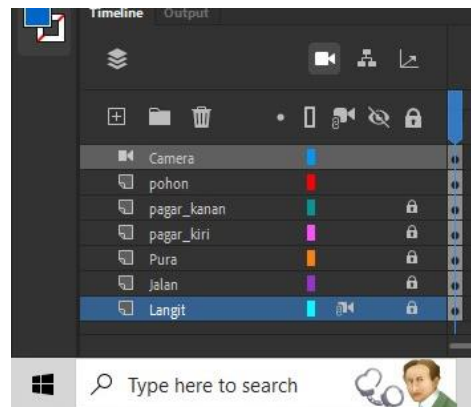 Timeline Output
Camera
pohon
pagar_kanan
pagar_kiri
Pura
Jalan
Langit
Type here to search